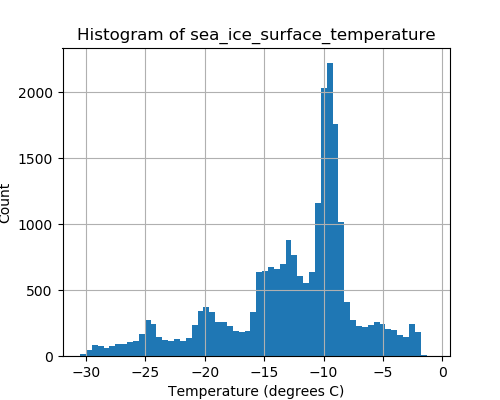 Histogram of sea_ice_surface_temperature
Count
2000
1500
1000
500
0
−30 −25 −20 −15 −10 −5 0
Temperature (degrees C)